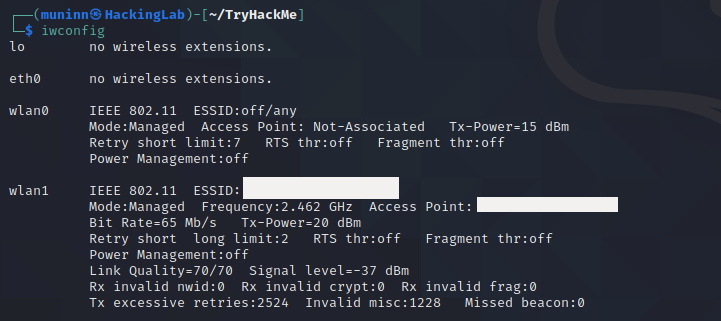 ┌──(muninn㉿HackingLab)-[~/TryHackMe]
└─$ iwconfig
lo        no wireless extensions.
eth0      no wireless extensions.
wlan0     IEEE 802.11  ESSID:off/any
Mode:Managed  Access Point: Not-Associated   Tx-Power=15 dBm
Retry short limit:7   RTS thr:off   Fragment thr:off
Power Management:off
wlan1     IEEE 802.11  ESSID:
Mode:Managed  Frequency:2.462 GHz  Access Point:
Bit Rate=65 Mb/s   Tx-Power=20 dBm
Retry short  long limit:2   RTS thr:off   Fragment thr:off
Power Management:off
Link Quality=70/70  Signal level=-37 dBm
Rx invalid nwid:0  Rx invalid crypt:0  Rx invalid frag:0
Tx excessive retries:2524  Invalid misc:1228   Missed beacon:0